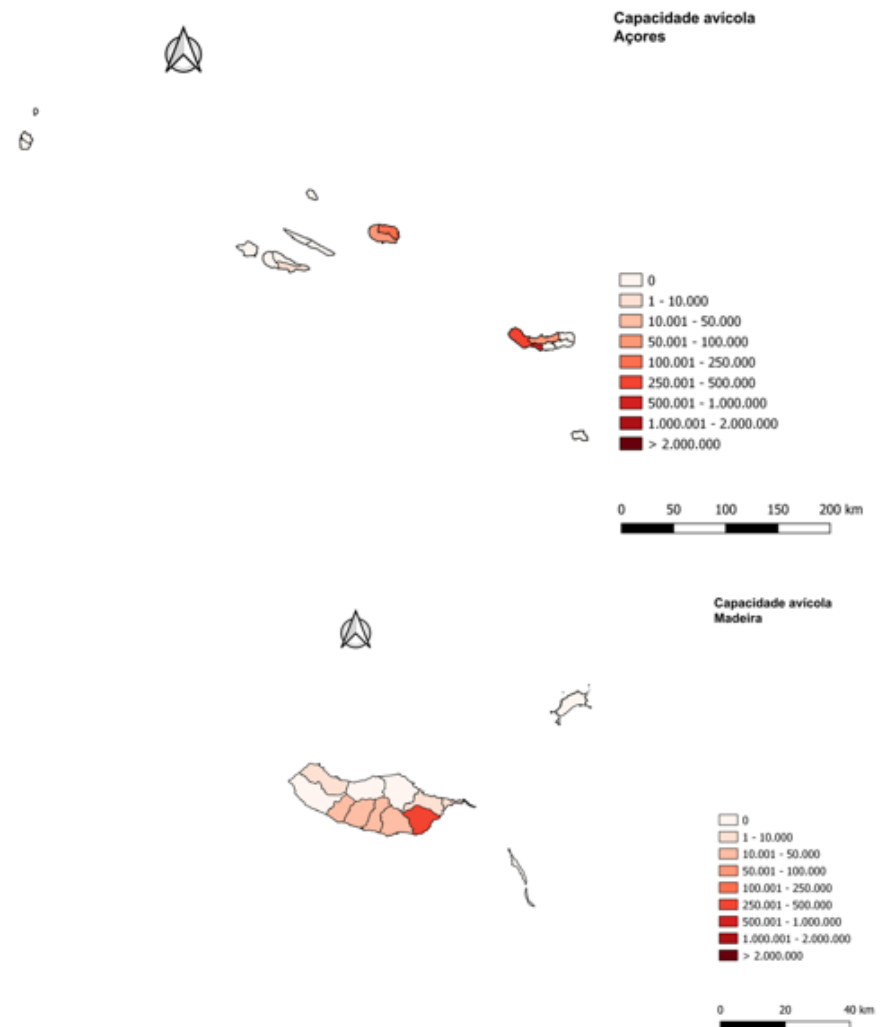 Capacidade avícola
Açores
0
1 - 10.000
10.001 - 50.000
50.001 - 100.000
100.001 - 250.000
250.001 - 500.000
500.001 - 1.000.000
1.000.001 - 2.000.000
> 2.000.000
0 50 100 150 200 km
Capacidade avícola
Madeira
0
1 - 10.000
10.001 - 50.000
50.001 - 100.000
100.001 - 250.000
250.001 - 500.000
500.001 - 1.000.000
1.000.001 - 2.000.000
> 2.000.000
0 20 40 km